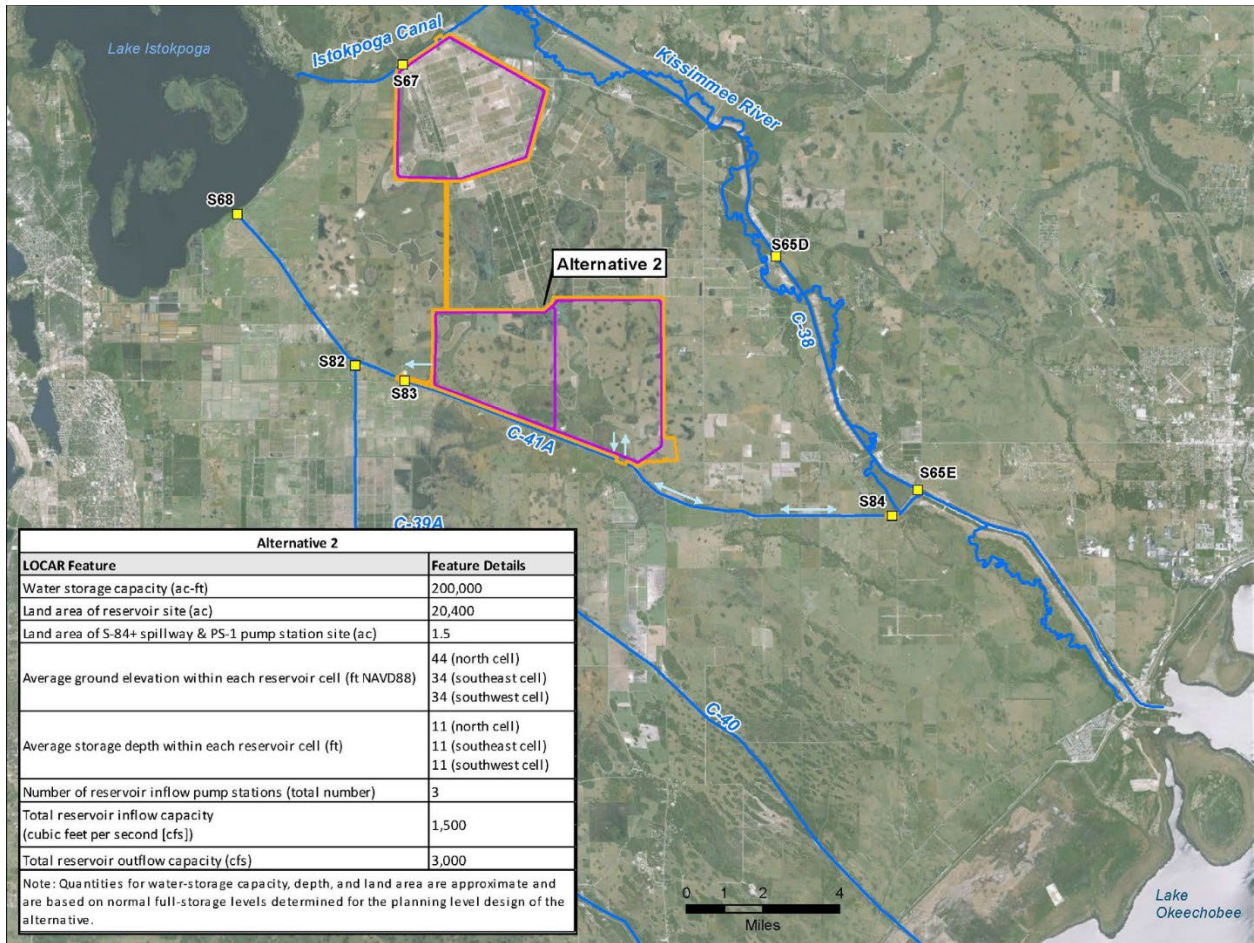 Lake Istokpoga
Istokpoga Canal
S67
Kissimmee River
S68
S65D
Alternative 2
C-38
S82
S83
C-41A
S65E
S84
C-39A
Alternative 2
LOCAR Feature Feature Details
Water storage capacity (ac-ft) 200,000
Land area of reservoir site (ac) 20,400
Land area of S-84+ spillway & PS-1 pump station site (ac) 1.5
Average ground elevation within each reservoir cell (ft NAVD88) 44 (north cell)
34 (southeast cell)
34 (southwest cell)
Average storage depth within each reservoir cell (ft) 11 (north cell)
11 (southeast cell)
11 (southwest cell)
Number of reservoir inflow pump stations (total number) 3
Total reservoir inflow capacity
(cubic feet per second [cfs]) 1,500
Total reservoir outflow capacity (cfs) 3,000
Note: Quantities for water-storage capacity, depth, and land area are approximate and
are based on normal full-storage levels determined for the planning level design of the
alternative.
C-40
0 1 2 4
Miles
Lake
Okeechobee